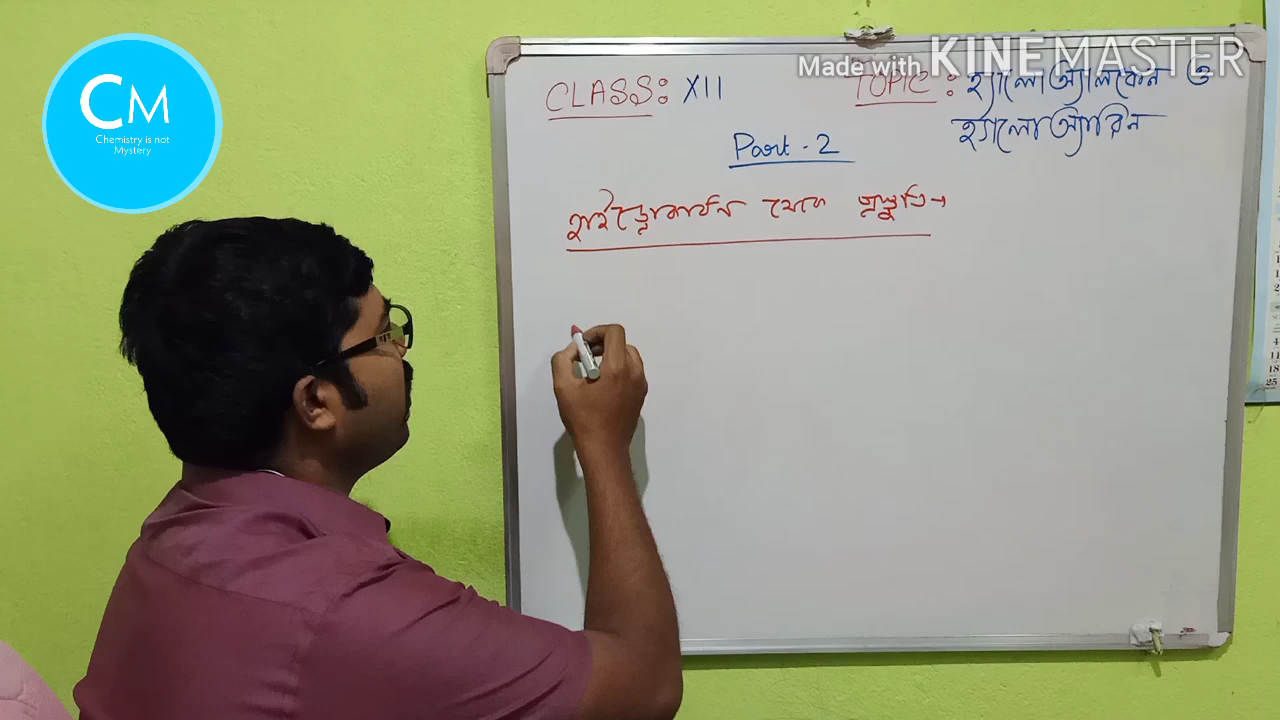 CM
Chemistry is not
Mystery
Made with KINEMASTER
CLASS: XII
TOPIC: হ্যালোঅ্যালকেন ও
হ্যালোঅ্যারিন
Part - 2
হাইড্রোকার্বন থেকে প্রস্তুতি→